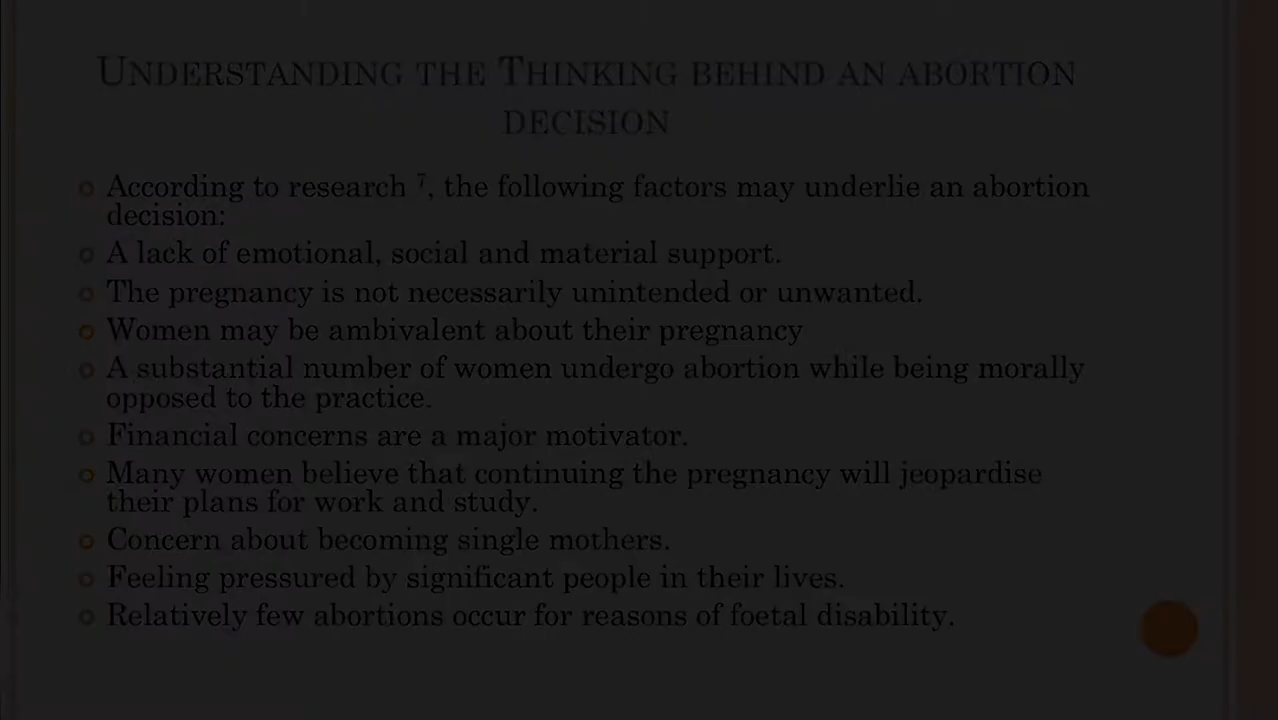 UNDERSTANDING THE THINKING BEHIND AN ABORTION
DECISION
According to research ⁷, the following factors may underlie an abortion
decision:
A lack of emotional, social and material support.
The pregnancy is not necessarily unintended or unwanted.
Women may be ambivalent about their pregnancy
A substantial number of women undergo abortion while being morally
opposed to the practice.
Financial concerns are a major motivator.
Many women believe that continuing the pregnancy will jeopardise
their plans for work and study.
Concern about becoming single mothers.
Feeling pressured by significant people in their lives.
Relatively few abortions occur for reasons of foetal disability.